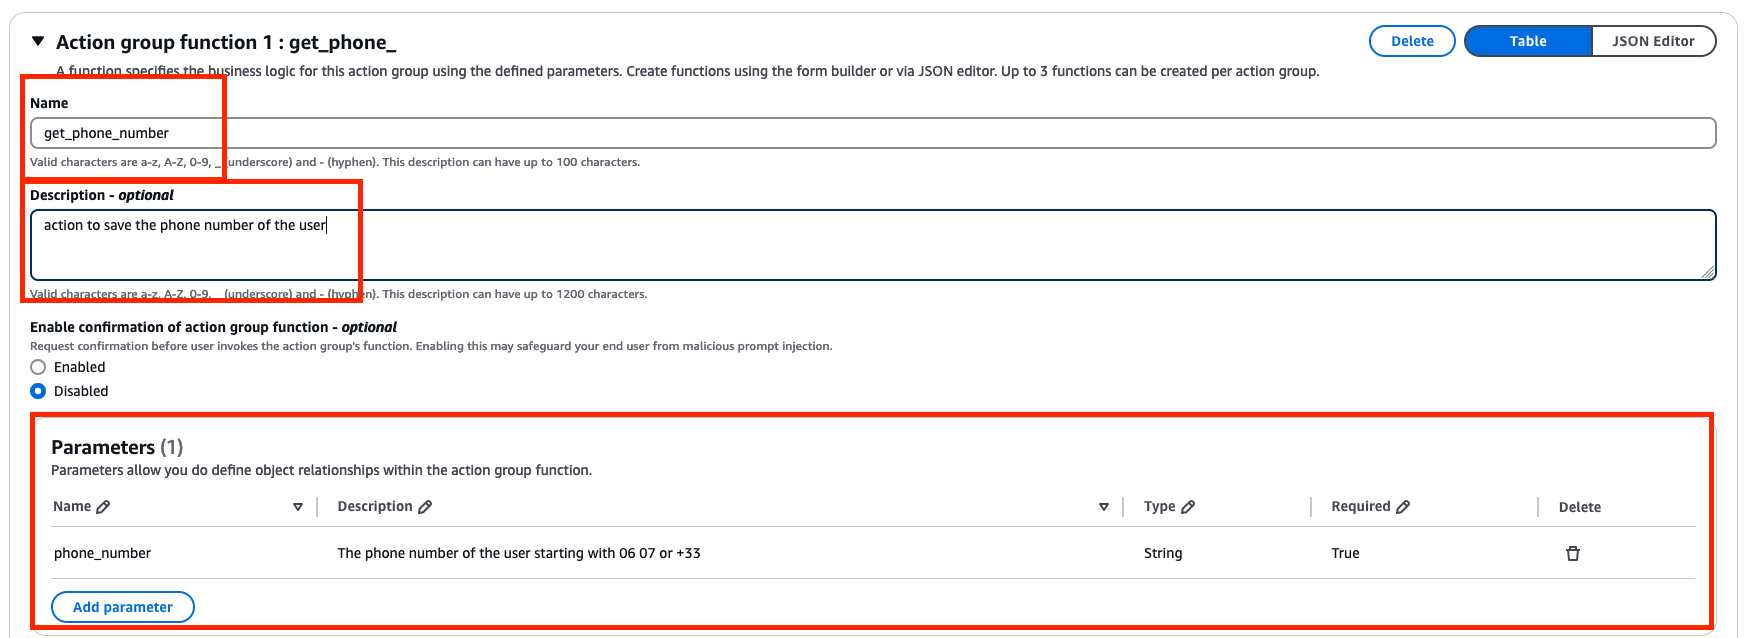 Action group function 1 : get_phone_
Delete
Table
JSON Editor
A function specifies the business logic for this action group using the defined parameters. Create functions using the form builder or via JSON editor. Up to 3 functions can be created per action group.
Name
get_phone_number
Valid characters are a-z, A-Z, 0-9, _ (underscore) and - (hyphen). This description can have up to 100 characters.
Description - optional
action to save the phone number of the user
Valid characters are a-z, A-Z, 0-9, _ (underscore) and - (hyphen). This description can have up to 1200 characters.
Enable confirmation of action group function - optional
Request confirmation before user invokes the action group's function. Enabling this may safeguard your end user from malicious prompt injection.
Enabled
Disabled
Parameters (1)
Parameters allow you do define object relationships within the action group function.
Name Description Type Required Delete
phone_number The phone number of the user starting with 06 07 or +33 String True
Add parameter